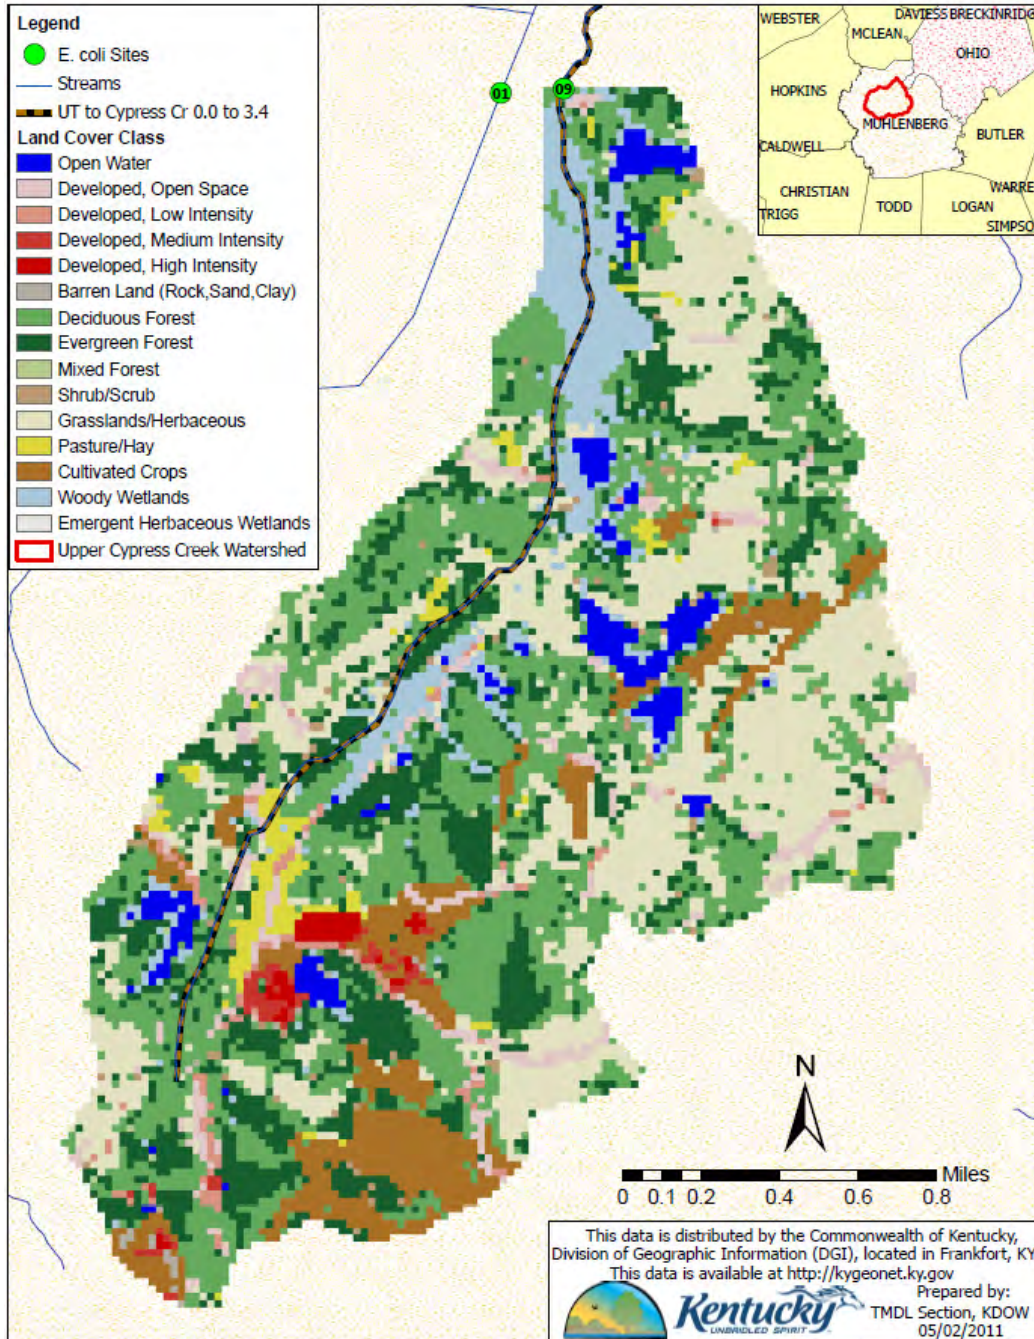 Legend
E. coli Sites
Streams
UT to Cypress Cr 0.0 to 3.4
Land Cover Class
Open Water
Developed, Open Space
Developed, Low Intensity
Developed, Medium Intensity
Developed, High Intensity
Barren Land (Rock,Sand,Clay)
Deciduous Forest
Evergreen Forest
Mixed Forest
Shrub/Scrub
Grasslands/Herbaceous
Pasture/Hay
Cultivated Crops
Woody Wetlands
Emergent Herbaceous Wetlands
Upper Cypress Creek Watershed
01
09
WEBSTER
DAVIESS BRECKINRIDG
MCLEAN
OHIO
HOPKINS
MUHLENBERG
BUTLER
CALDWELL
CHRISTIAN
WARRE
TRIGG
TODD
LOGAN
SIMPSO
N
Miles
0 0.1 0.2 0.4 0.6 0.8
This data is distributed by the Commonwealth of Kentucky,
Division of Geographic Information (DGI), located in Frankfort, KY
This data is available at http://kygeonet.ky.gov
Kentucky
UNBRIDLED SPIRIT
Prepared by:
TMDL Section, KDOW
05/02/2011